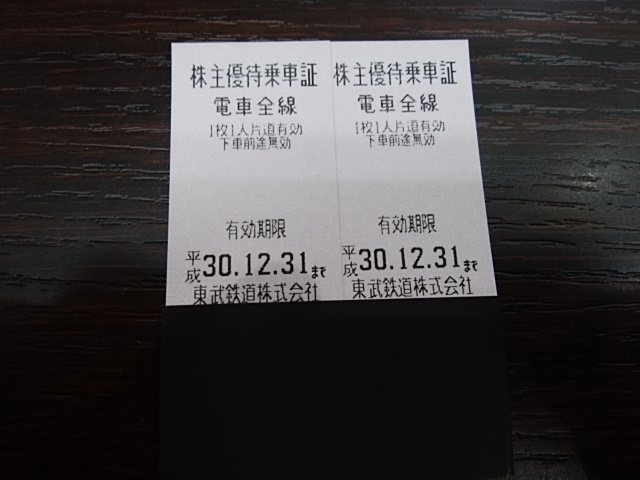 株主優待乗車証
電車全線
1枚1人片道有効
下車前途無効
有効期限
平成30.12.31まで
東武鉄道株式会社
株主優待乗車証
電車全線
1枚1人片道有効
下車前途無効
有効期限
平成30.12.31まで
東武鉄道株式会社